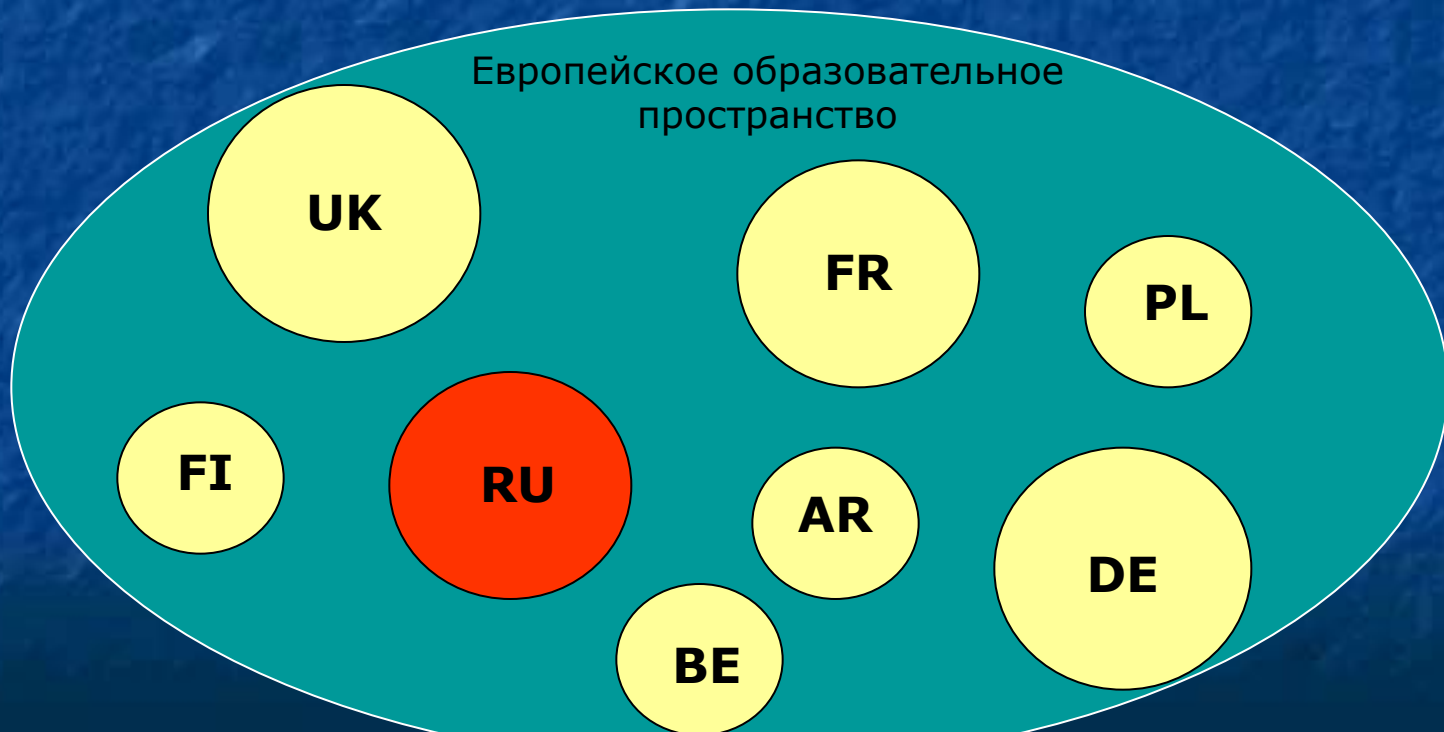 Европейское образовательное
пространство
UK
FR
PL
FI
RU
AR
DE
BE